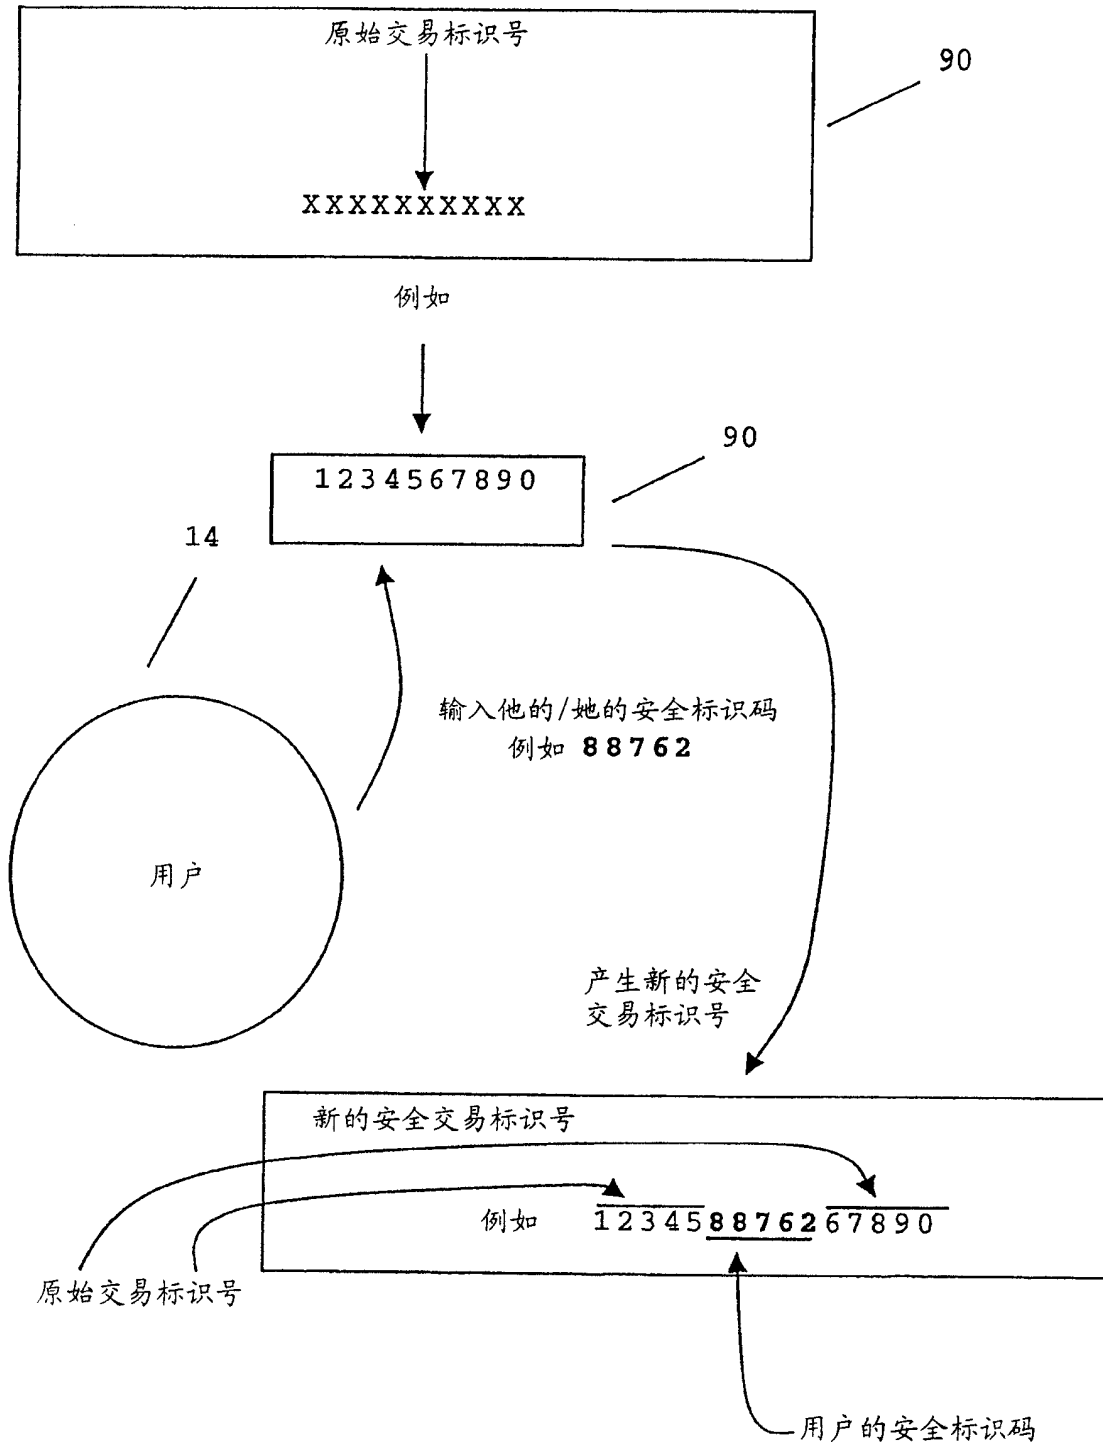 原始交易标识号
90
XXXXXXXXXX
例如
90
1234567890
14
输入他的/她的安全标识码
例如 88762
用户
产生新的安全
交易标识号
新的安全交易标识号
例如 123458876267890
原始交易标识号
用户的安全标识码